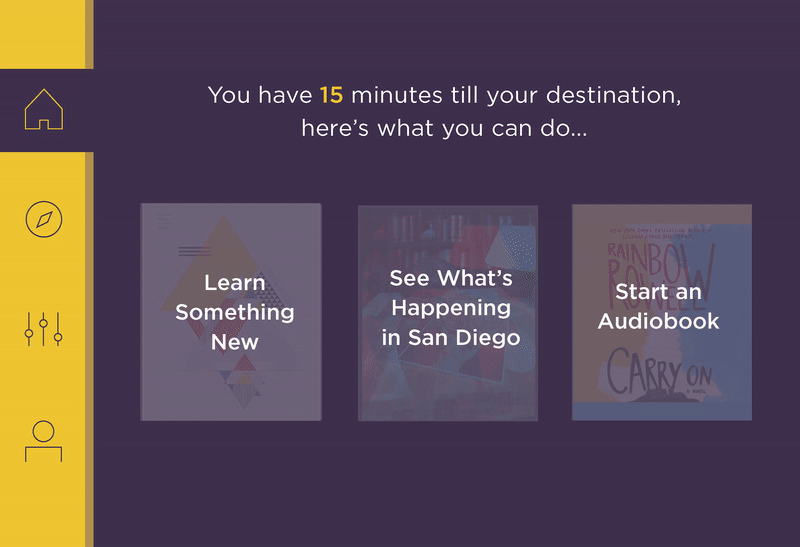 You have 15 minutes till your destination,
here's what you can do...
Learn
Something
New
See What's
Happening
in San Diego
RAINBOW
ROWELL
Start an
Audiobook
CARRY ON